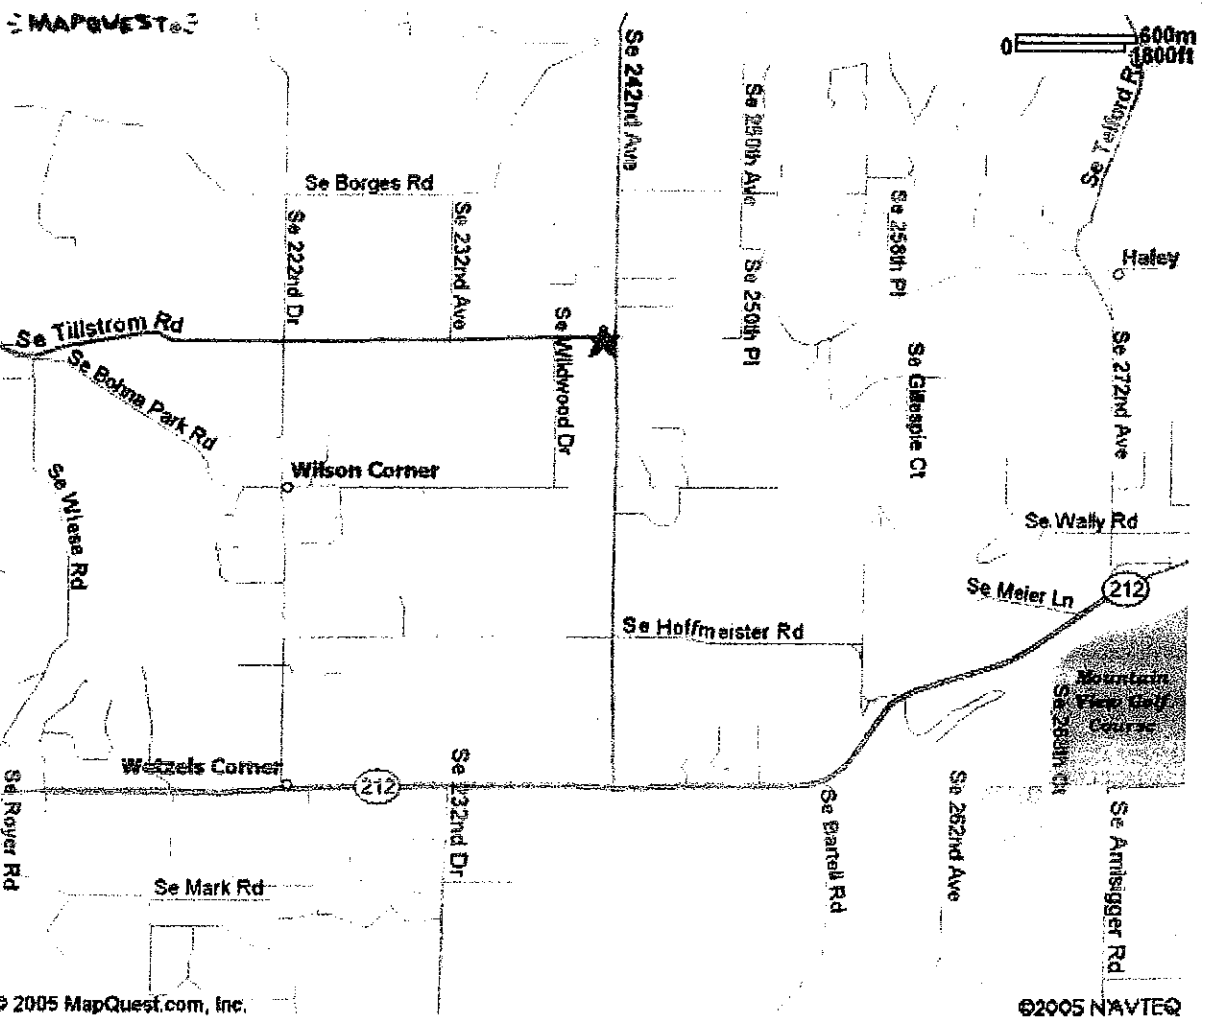 MAPQUEST
0 600m
1800ft
Se 242nd Ave
Se 250th Ave
Se Telford Rd
Se Borges Rd
Se 222nd Dr
Se 232nd Ave
Se 258th Pl
Haley
Se 250th Pl
Se Tillstrom Rd
Se Wildwood Dr
Se Bohna Park Rd
Se Gillespie Ct
Se 272nd Ave
Wilson Corner
Se Wiese Rd
Se Wally Rd
Se Meier Ln
212
Se Hoffmeister Rd
Mountain
View Golf
Course
Se 268th Ct
Wetzels Corner
212
Se 232nd Dr
Se Royer Rd
Se Bartell Rd
Se 262nd Ave
Se Amisigger Rd
Se Mark Rd
© 2005 MapQuest.com, Inc.
©2005 NAVTEQ